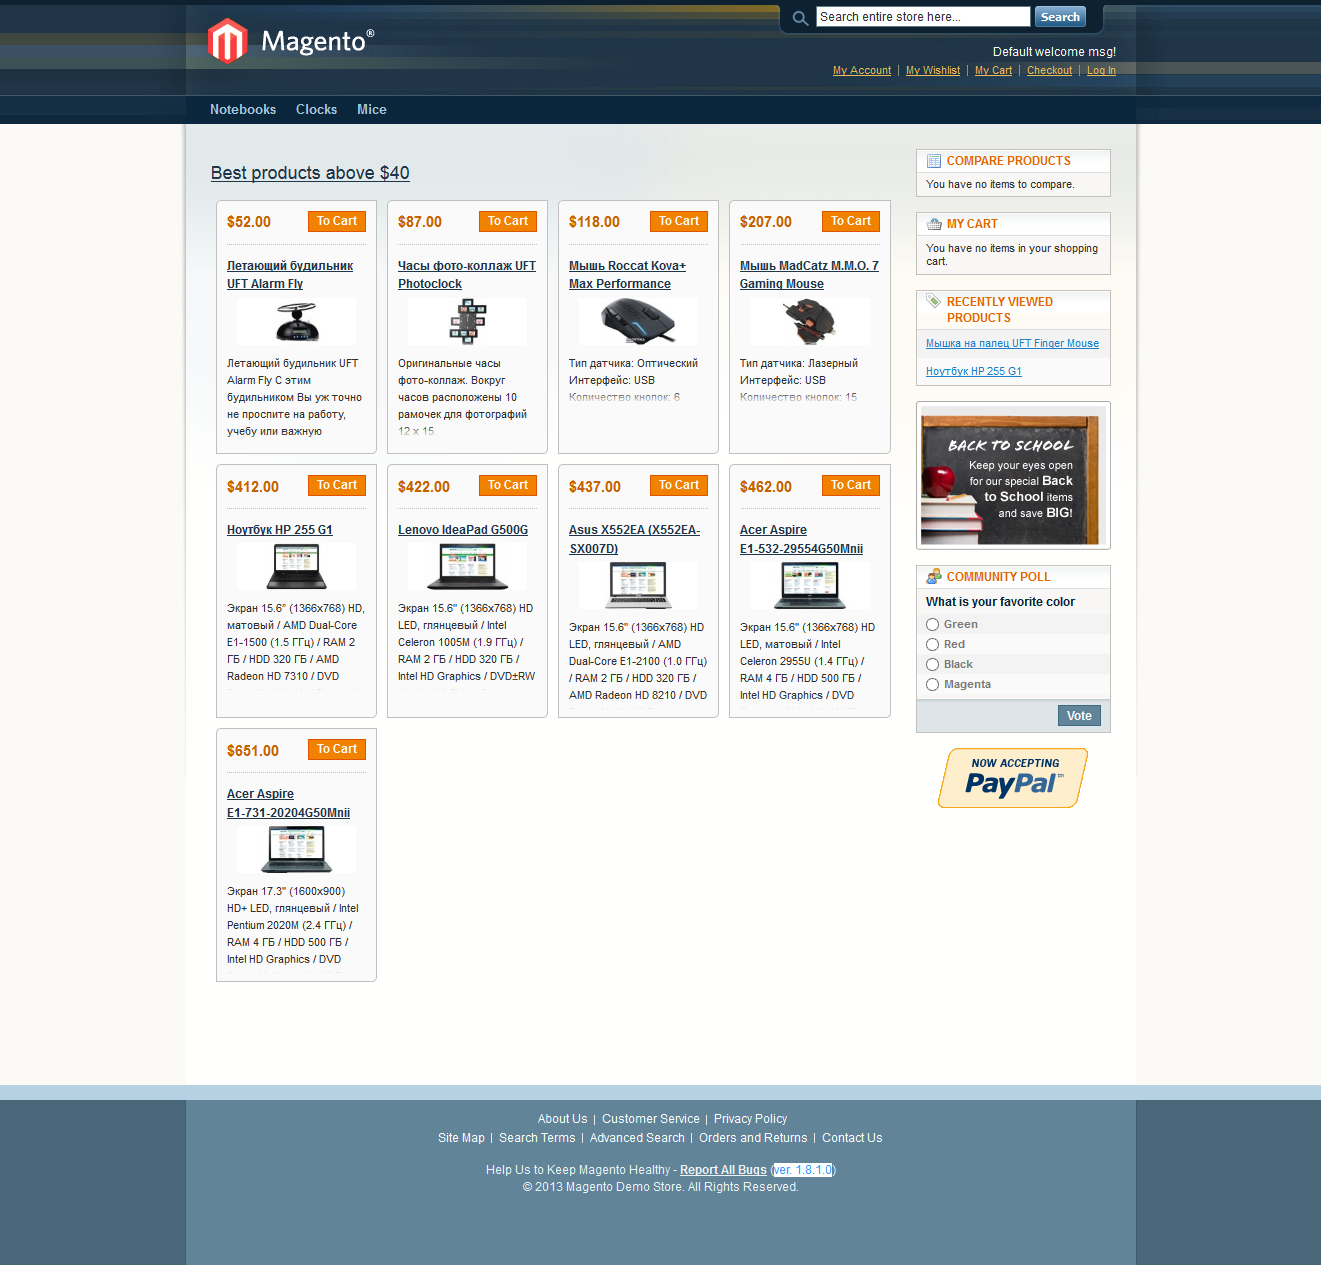 Magento®
Search entire store here...
Search
Default welcome msg!
My Account | My Wishlist | My Cart | Checkout | Log In
Notebooks Clocks Mice
Best products above $40
$52.00 To Cart
Летающий будильник
UFT Alarm Fly
Летающий будильник UFT
Alarm Fly С этим
будильником Вы уж точно
не проспите на работу,
учебу или важную
$87.00 To Cart
Часы фото-коллаж UFT
Photoclock
Оригинальные часы
фото-коллаж. Вокруг
часов расположены 10
рамочек для фотографий
12 х 15.
$118.00 To Cart
Мышь Roccat Kova+
Max Performance
Тип датчика: Оптический
Интерфейс: USB
Количество кнопок: 6
$207.00 To Cart
Мышь MadCatz M.M.O. 7
Gaming Mouse
Тип датчика: Лазерный
Интерфейс: USB
Количество кнопок: 15
$412.00 To Cart
Ноутбук HP 255 G1
Экран 15.6" (1366x768) HD,
матовый / AMD Dual-Core
E1-1500 (1.5 ГГц) / RAM 2
ГБ / HDD 320 ГБ / AMD
Radeon HD 7310 / DVD
$422.00 To Cart
Lenovo IdeaPad G500G
Экран 15.6" (1366x768) HD
LED, глянцевый / Intel
Celeron 1005M (1.9 ГГц) /
RAM 2 ГБ / HDD 320 ГБ /
Intel HD Graphics / DVD±RW
$437.00 To Cart
Asus X552EA (X552EA-
SX007D)
Экран 15.6" (1366x768) HD
LED, глянцевый / AMD
Dual-Core E1-2100 (1.0 ГГц)
/ RAM 2 ГБ / HDD 320 ГБ /
AMD Radeon HD 8210 / DVD
$462.00 To Cart
Acer Aspire
E1-532-29554G50Mnii
Экран 15.6" (1366x768) HD
LED, матовый / Intel
Celeron 2955U (1.4 ГГц) /
RAM 4 ГБ / HDD 500 ГБ /
Intel HD Graphics / DVD
$651.00 To Cart
Acer Aspire
E1-731-20204G50Mnii
Экран 17.3" (1600x900)
HD+ LED, глянцевый / Intel
Pentium 2020M (2.4 ГГц) /
RAM 4 ГБ / HDD 500 ГБ /
Intel HD Graphics / DVD
COMPARE PRODUCTS
You have no items to compare.
MY CART
You have no items in your shopping
cart.
RECENTLY VIEWED
PRODUCTS
Мышка на палец UFT Finger Mouse
Ноутбук HP 255 G1
BACK TO SCHOOL
Keep your eyes open
for our special Back
to School items
and save BIG!
COMMUNITY POLL
What is your favorite color
Green
Red
Black
Magenta
Vote
NOW ACCEPTING
PayPal™
About Us | Customer Service | Privacy Policy
Site Map | Search Terms | Advanced Search | Orders and Returns | Contact Us
Help Us to Keep Magento Healthy - Report All Bugs (ver. 1.8.1.0)
© 2013 Magento Demo Store. All Rights Reserved.